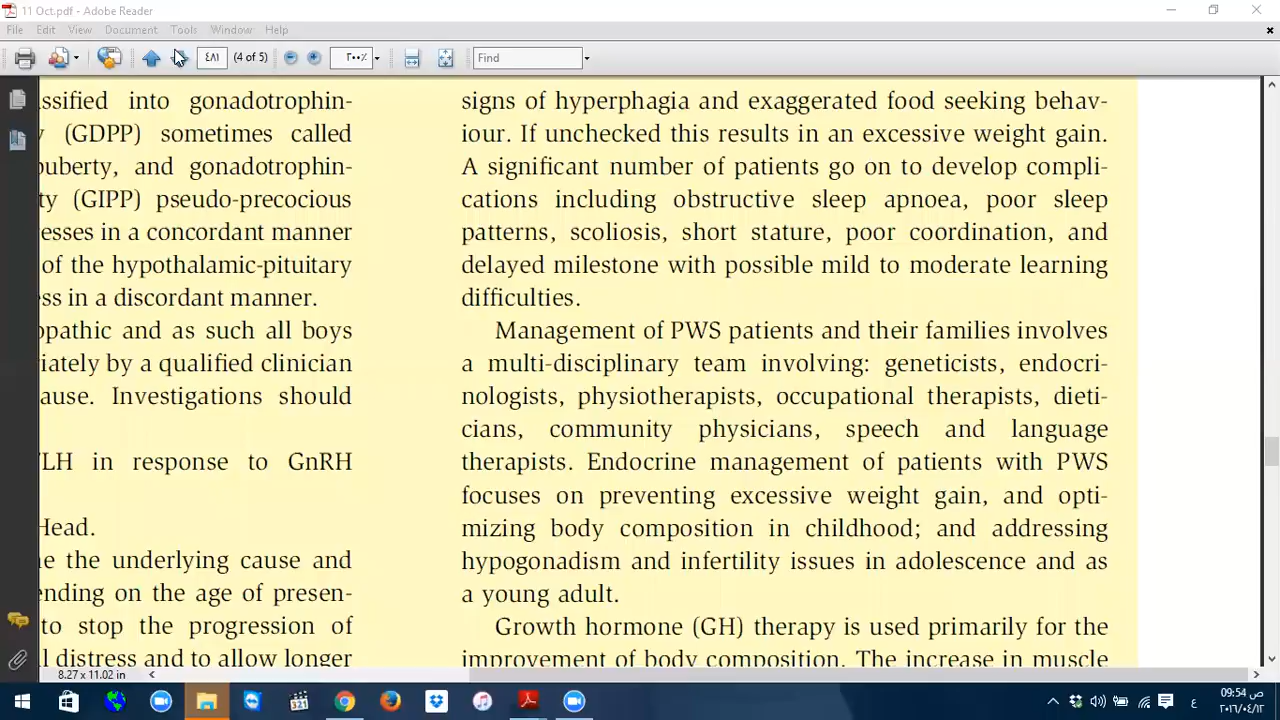 11 Oct.pdf - Adobe Reader
File Edit View Document Tools Window Help
٤٨١ (4 of 5) ٢٠٠٪ Find
ssified into gonadotrophin-
y (GDPP) sometimes called
puberty, and gonadotrophin-
ty (GIPP) pseudo-precocious
esses in a concordant manner
of the hypothalamic-pituitary
ess in a discordant manner.
opathic and as such all boys
riately by a qualified clinician
ause. Investigations should
LH in response to GnRH
Head.
ne the underlying cause and
ending on the age of presen-
to stop the progression of
l distress and to allow longer
signs of hyperphagia and exaggerated food seeking behav-
iour. If unchecked this results in an excessive weight gain.
A significant number of patients go on to develop compli-
cations including obstructive sleep apnoea, poor sleep
patterns, scoliosis, short stature, poor coordination, and
delayed milestone with possible mild to moderate learning
difficulties.
Management of PWS patients and their families involves
a multi-disciplinary team involving: geneticists, endocri-
nologists, physiotherapists, occupational therapists, dieti-
cians, community physicians, speech and language
therapists. Endocrine management of patients with PWS
focuses on preventing excessive weight gain, and opti-
mizing body composition in childhood; and addressing
hypogonadism and infertility issues in adolescence and as
a young adult.
Growth hormone (GH) therapy is used primarily for the
improvement of body composition. The increase in muscle
8.27 x 11.02 in
321
ع
09:54 ص
٢٠١٦/٠٤/١٢